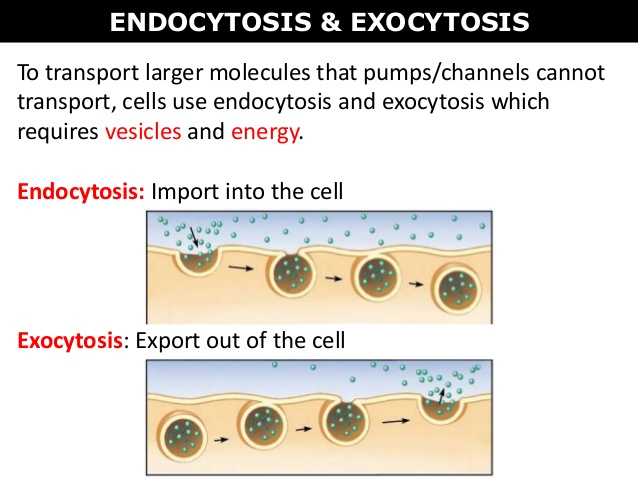 ENDOCYTOSIS & EXOCYTOSIS
To transport larger molecules that pumps/channels cannot
transport, cells use endocytosis and exocytosis which
requires vesicles and energy.
Endocytosis: Import into the cell
Exocytosis: Export out of the cell